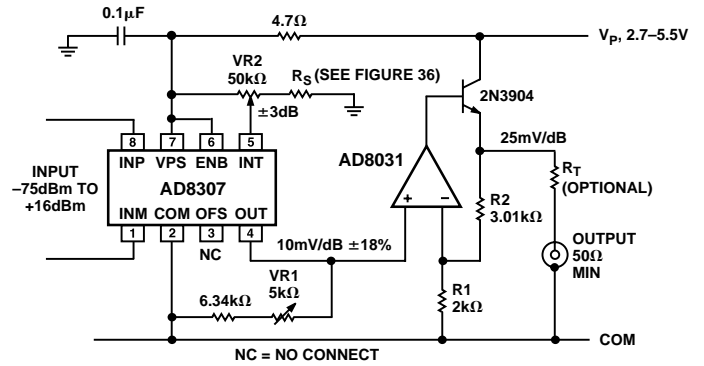 0.1μF
4.7Ω
V_P, 2.7–5.5V
VR2
50kΩ
R_S (SEE FIGURE 36)
±3dB
2N3904
25mV/dB
8 7 6 5
INP VPS ENB INT
INPUT
–75dBm TO
+16dBm
AD8307
INM COM OFS OUT
1 2 3 4
NC
AD8031
+ –
R_T
(OPTIONAL)
R2
3.01kΩ
10mV/dB ±18%
OUTPUT
50Ω
MIN
VR1
5kΩ
6.34kΩ
R1
2kΩ
COM
NC = NO CONNECT